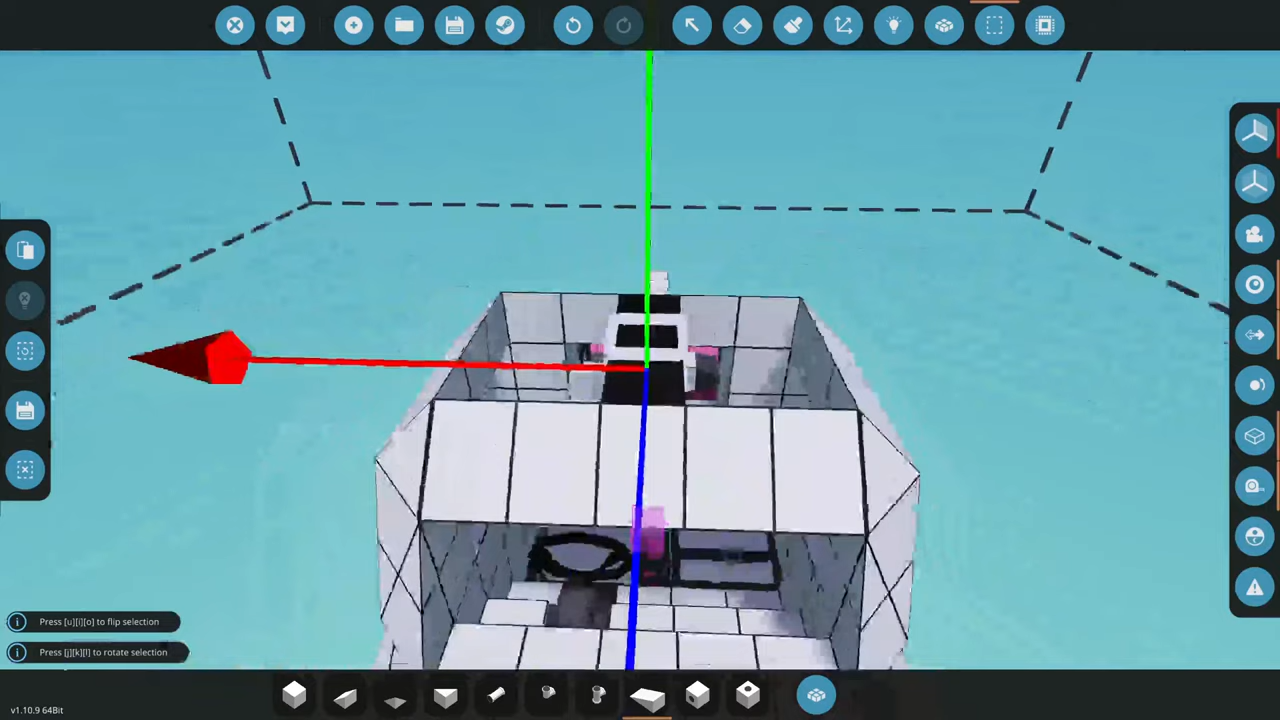 Press [u][i][o] to flip selection
Press [j][k][l] to rotate selection
v1.10.9 64Bit